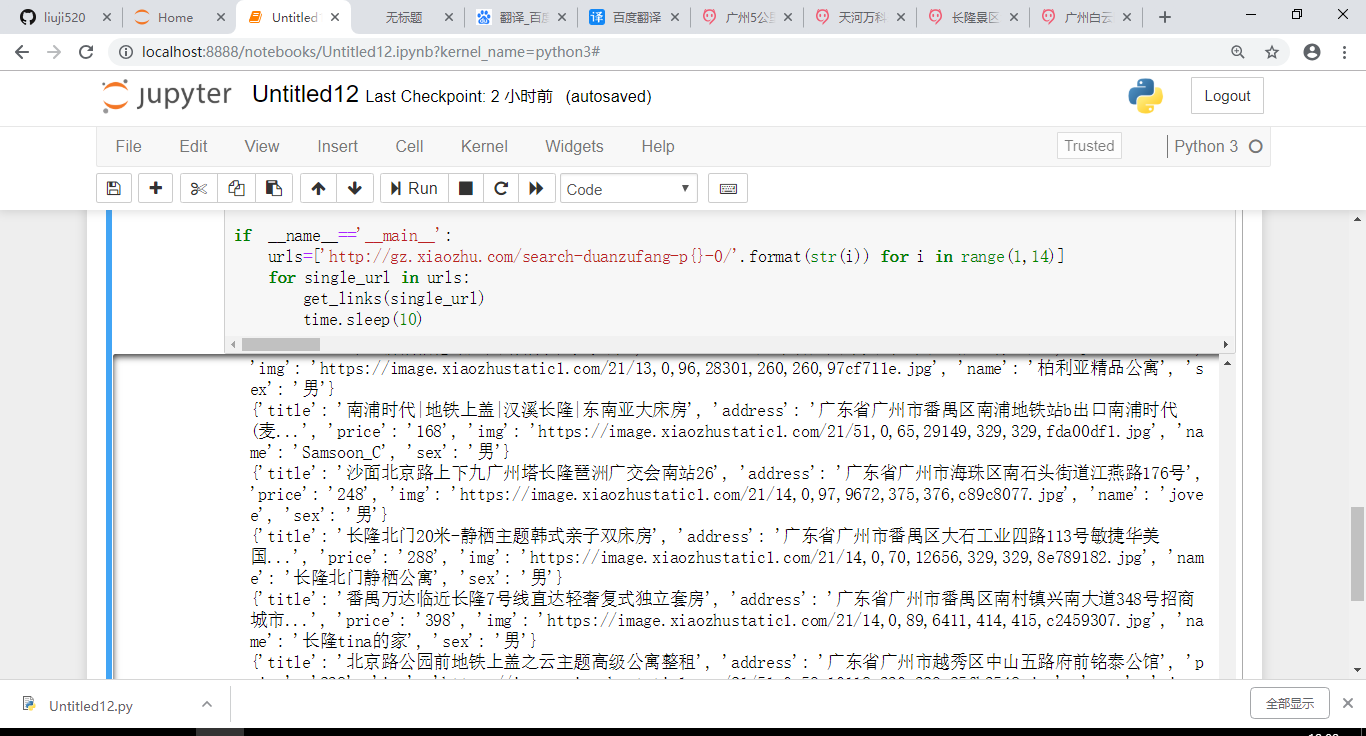 liuji520
Home
Untitled
无标题
翻译_百度
百度翻译
广州5公里
天河万科
长隆景区
广州白云
localhost:8888/notebooks/Untitled12.ipynb?kernel_name=python3#
jupyter Untitled12 Last Checkpoint: 2 小时前 (autosaved)
Logout
File Edit View Insert Cell Kernel Widgets Help
Trusted
Python 3
Run
Code
if __name__=='__main__':
urls=['http://gz.xiaozhu.com/search-duanzufang-p{}-0/'.format(str(i)) for i in range(1,14)]
for single_url in urls:
get_links(single_url)
time.sleep(10)
'img': 'https://image.xiaozhustatic1.com/21/13,0,96,28301,260,260,97cf711e.jpg', 'name': '柏利亚精品公寓', 's
ex': '男'}
{'title': '南浦时代|地铁上盖|汉溪长隆|东南亚大床房', 'address': '广东省广州市番禺区南浦地铁站b出口南浦时代
(麦...', 'price': '168', 'img': 'https://image.xiaozhustatic1.com/21/51,0,65,29149,329,329,fda00df1.jpg', 'na
me': 'Samsoon_C', 'sex': '男'}
{'title': '沙面北京路上下九广州塔长隆琶洲广交会南站26', 'address': '广东省广州市海珠区南石头街道江燕路176号',
'price': '248', 'img': 'https://image.xiaozhustatic1.com/21/14,0,97,9672,375,376,c89c8077.jpg', 'name': 'jove
e', 'sex': '男'}
{'title': '长隆北门20米-静栖主题韩式亲子双床房', 'address': '广东省广州市番禺区大石工业四路113号敏捷华美
国...', 'price': '288', 'img': 'https://image.xiaozhustatic1.com/21/14,0,70,12656,329,329,8e789182.jpg', 'nam
e': '长隆北门静栖公寓', 'sex': '男'}
{'title': '番禺万达临近长隆7号线直达轻奢复式独立套房', 'address': '广东省广州市番禺区南村镇兴南大道348号招商
城市...', 'price': '398', 'img': 'https://image.xiaozhustatic1.com/21/14,0,89,6411,414,415,c2459307.jpg', 'na
me': '长隆tina的家', 'sex': '男'}
{'title': '北京路公园前地铁上盖之云主题高级公寓整租', 'address': '广东省广州市越秀区中山五路府前铭泰公馆', 'p
Untitled12.py
全部显示